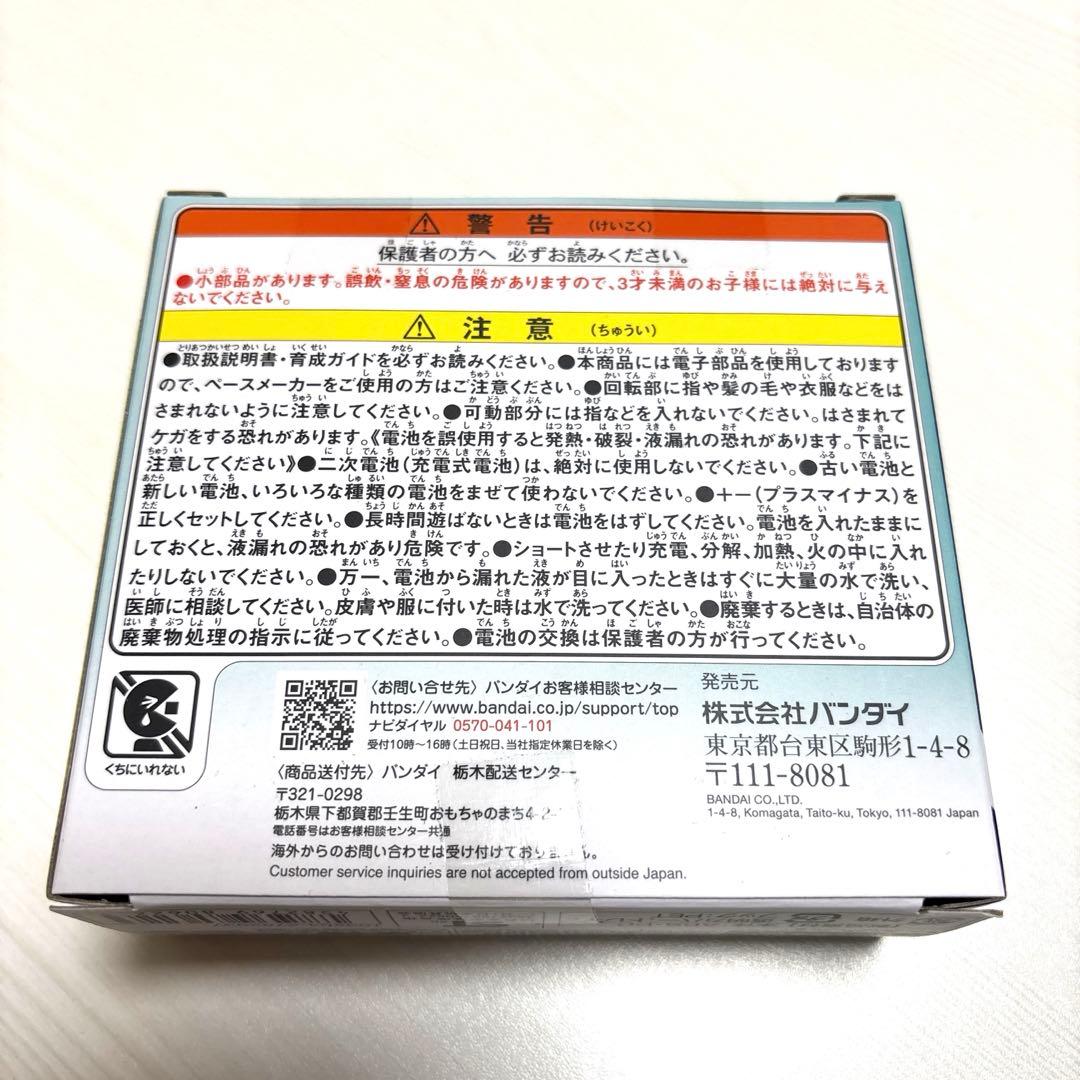 警告 (けいこく)
保護者の方へ 必ずお読みください。
●小部品があります。誤飲・窒息の危険がありますので、3才未満のお子様には絶対に与え
ないでください。
注意 (ちゅうい)
●取扱説明書・育成ガイドを必ずお読みください。●本商品には電子部品を使用しております
ので、ペースメーカーをご使用の方はご注意ください。●回転部に指や髪の毛や衣服などをは
さまれないように注意してください。●可動部分には指などを入れないでください。はさまれて
ケガをする恐れがあります。《電池を誤使用すると発熱・破裂・液漏れの恐れがあります。下記に
注意してください》●二次電池(充電式電池)は、絶対に使用しないでください。●古い電池と
新しい電池、いろいろな種類の電池をまぜて使わないでください。●+-(プラスマイナス)を
正しくセットしてください。●長時間遊ばないときは電池をはずしてください。電池を入れたままに
しておくと、液漏れの恐れがあり危険です。●ショートさせたり充電、分解、加熱、火の中に入れ
たりしないでください。●万一、電池から漏れた液が目に入ったときはすぐに大量の水で洗い、
医師に相談してください。皮膚や服に付いた時は水で洗ってください。●廃棄するときは、自治体の
廃棄物処理の指示に従ってください。●電池の交換は保護者の方が行ってください。
くちにいれない
〈お問い合せ先〉バンダイお客様相談センター
https://www.bandai.co.jp/support/top
ナビダイヤル 0570-041-101
受付10時~16時(土日祝日、当社指定休業日を除く)
〈商品送付先〉バンダイ 栃木配送センター
〒321-0298
栃木県下都賀郡壬生町おもちゃのまち4-2-
電話番号はお客様相談センター共通
海外からのお問い合わせは受け付けておりません。
Customer service inquiries are not accepted from outside Japan.
発売元
株式会社バンダイ
東京都台東区駒形1-4-8
〒111-8081
BANDAI CO.,LTD.
1-4-8, Komagata, Taito-ku, Tokyo, 111-8081 Japan